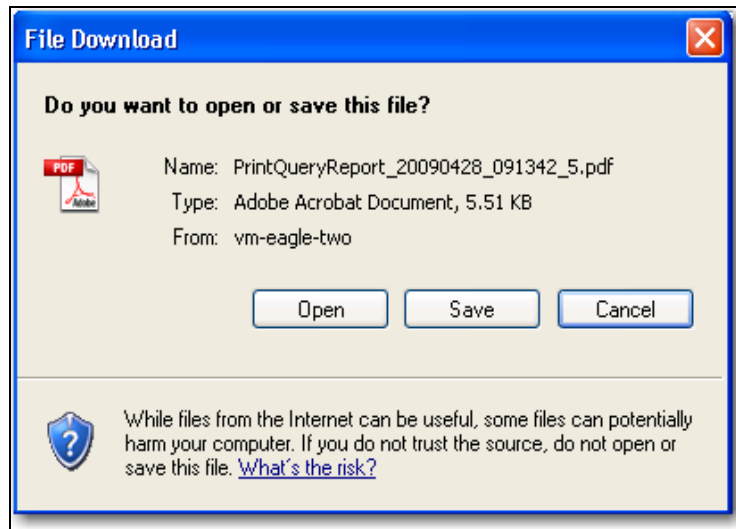 File Download
Do you want to open or save this file?
PDF
Adobe
Name: PrintQueryReport_20090428_091342_5.pdf
Type: Adobe Acrobat Document, 5.51 KB
From: vm-eagle-two
Open Save Cancel
?
While files from the Internet can be useful, some files can potentially
harm your computer. If you do not trust the source, do not open or
save this file. What's the risk?